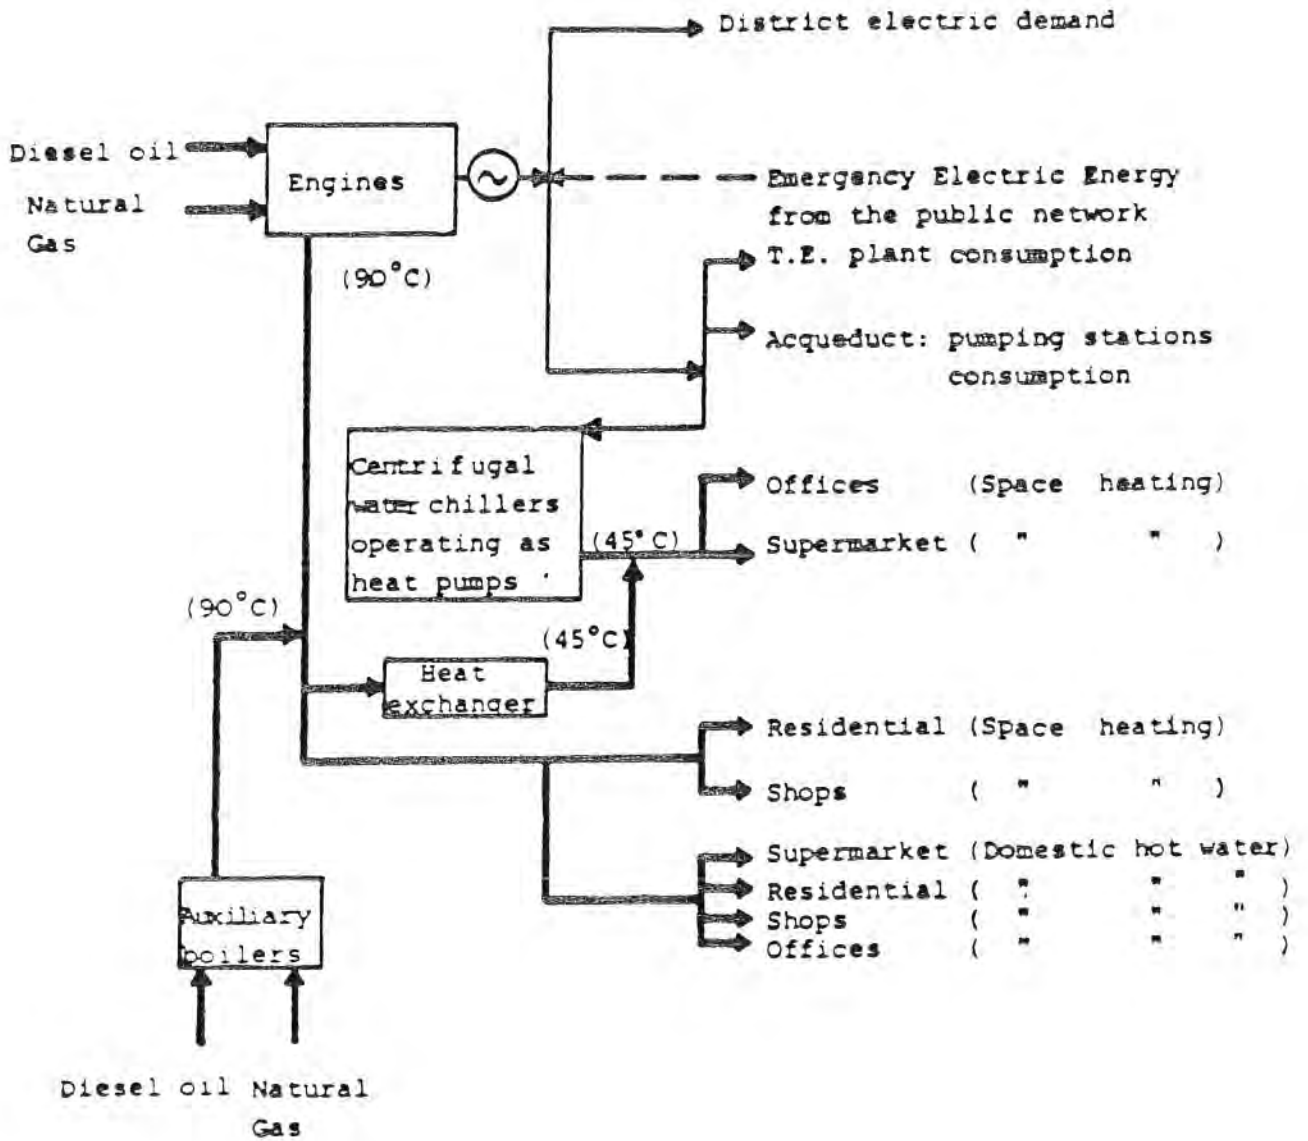 District electric demand
Diesel oil
Natural
Gas
Engines
~
(90°C)
Emergency Electric Energy
from the public network
T.E. plant consumption
Acqueduct: pumping stations
consumption
Centrifugal
water chillers
operating as
heat pumps
(45°C)
Offices (Space heating)
Supermarket ( " " )
(90°C)
(45°C)
Heat
exchanger
Residential (Space heating)
Shops ( " " )
Supermarket (Domestic hot water)
Residential ( " " " )
Shops ( " " " )
Offices ( " " " )
Auxiliary
boilers
Diesel oil Natural
Gas